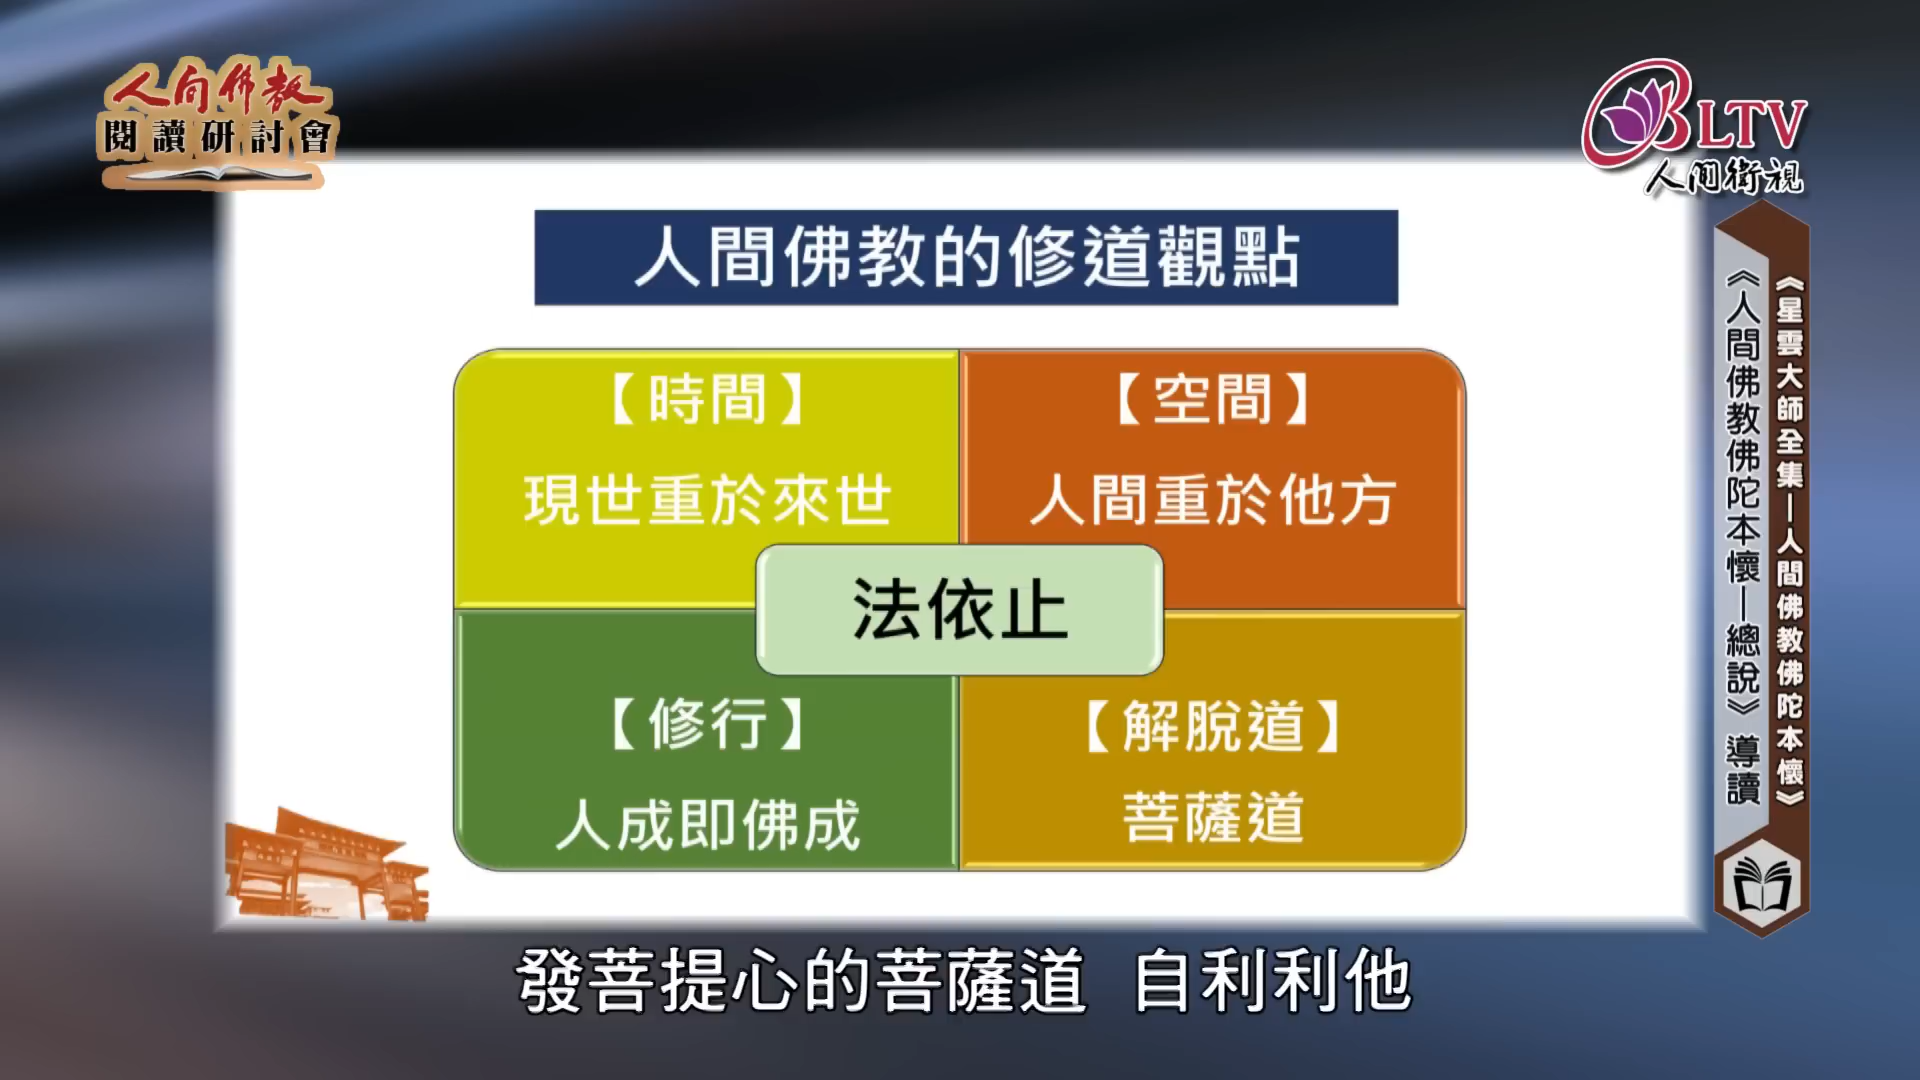 人间佛教
閱讀研討會
BLTV
人间衛視
人間佛教的修道觀點
【時間】
現世重於來世
【空間】
人間重於他方
法依止
【修行】
人成即佛成
【解脫道】
菩薩道
《星雲大師全集—人間佛教佛陀本懷》
《人間佛教佛陀本懷—總說》導讀
發菩提心的菩薩道 自利利他